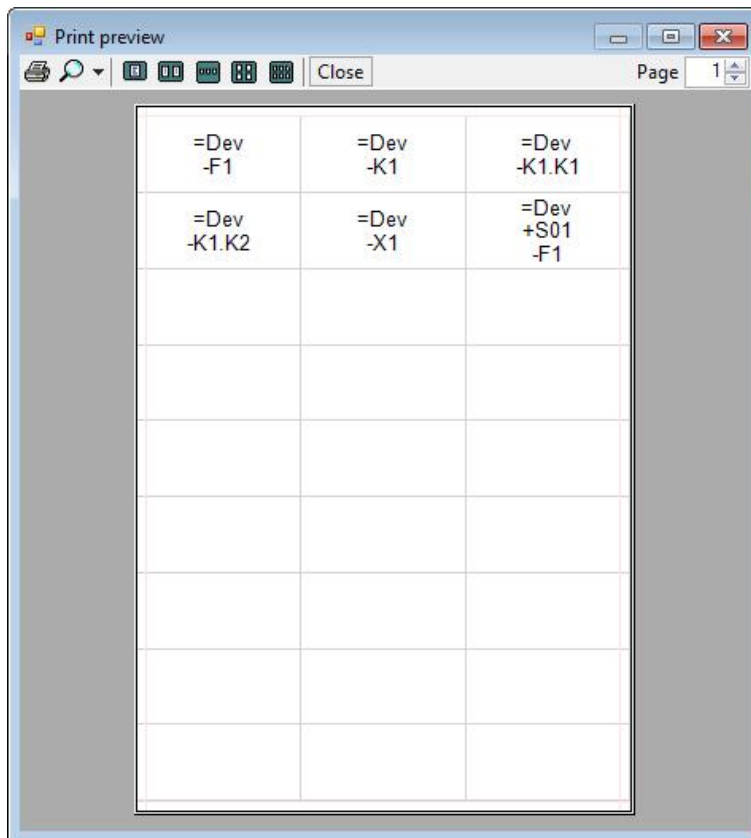 Print preview
Close
Page 1
=Dev
-F1
=Dev
-K1
=Dev
-K1.K1
=Dev
-K1.K2
=Dev
-X1
=Dev
+S01
-F1